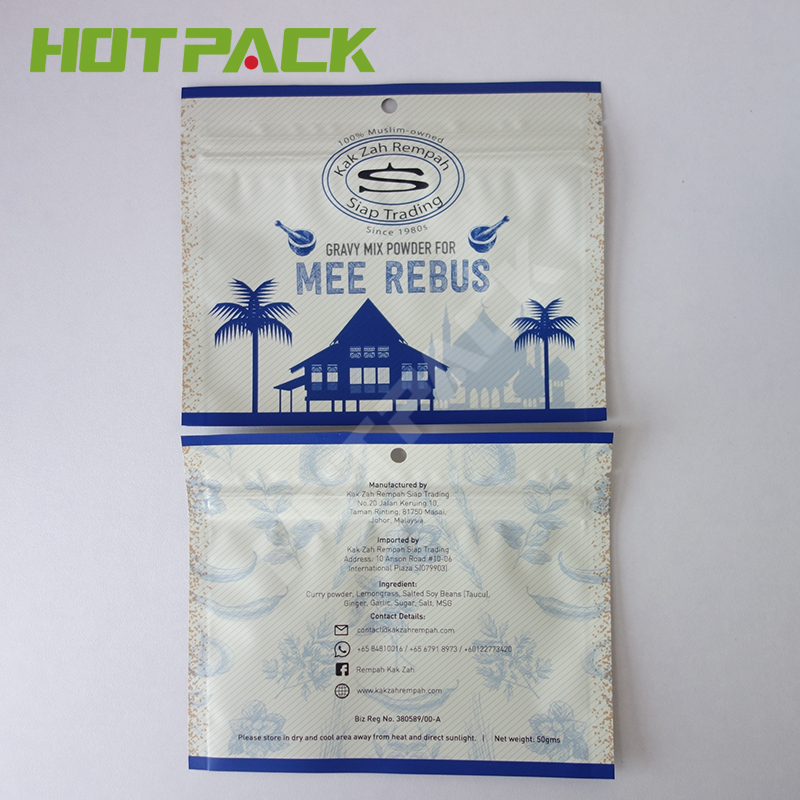 HOTPACK
100% Muslim-owned
Kak Zah Rempah
S
Siap Trading
Since 1980s
GRAVY MIX POWDER FOR
MEE REBUS
Manufactured by
Kak Zah Rempah Siap Trading
No.20 Jalan Keruing 10,
Taman Rinting, 81750 Masai,
Johor, Malaysia
Imported by
Kak Zah Rempah Siap Trading
Address: 10 Anson Road #10-06
International Plaza S(079903)
Ingredient:
Curry powder, Lemongrass, Salted Soy Beans (Taucu),
Ginger, Garlic, Sugar, Salt, MSG
Contact Details:
contact@kakzahrempah.com
+65 84810016 / +65 6791 8973 / +60122773420
Rempah Kak Zah
www.kakzahrempah.com
Biz Reg No. 380589/00-A
Please store in dry and cool area away from heat and direct sunlight. | Net weight: 50gms